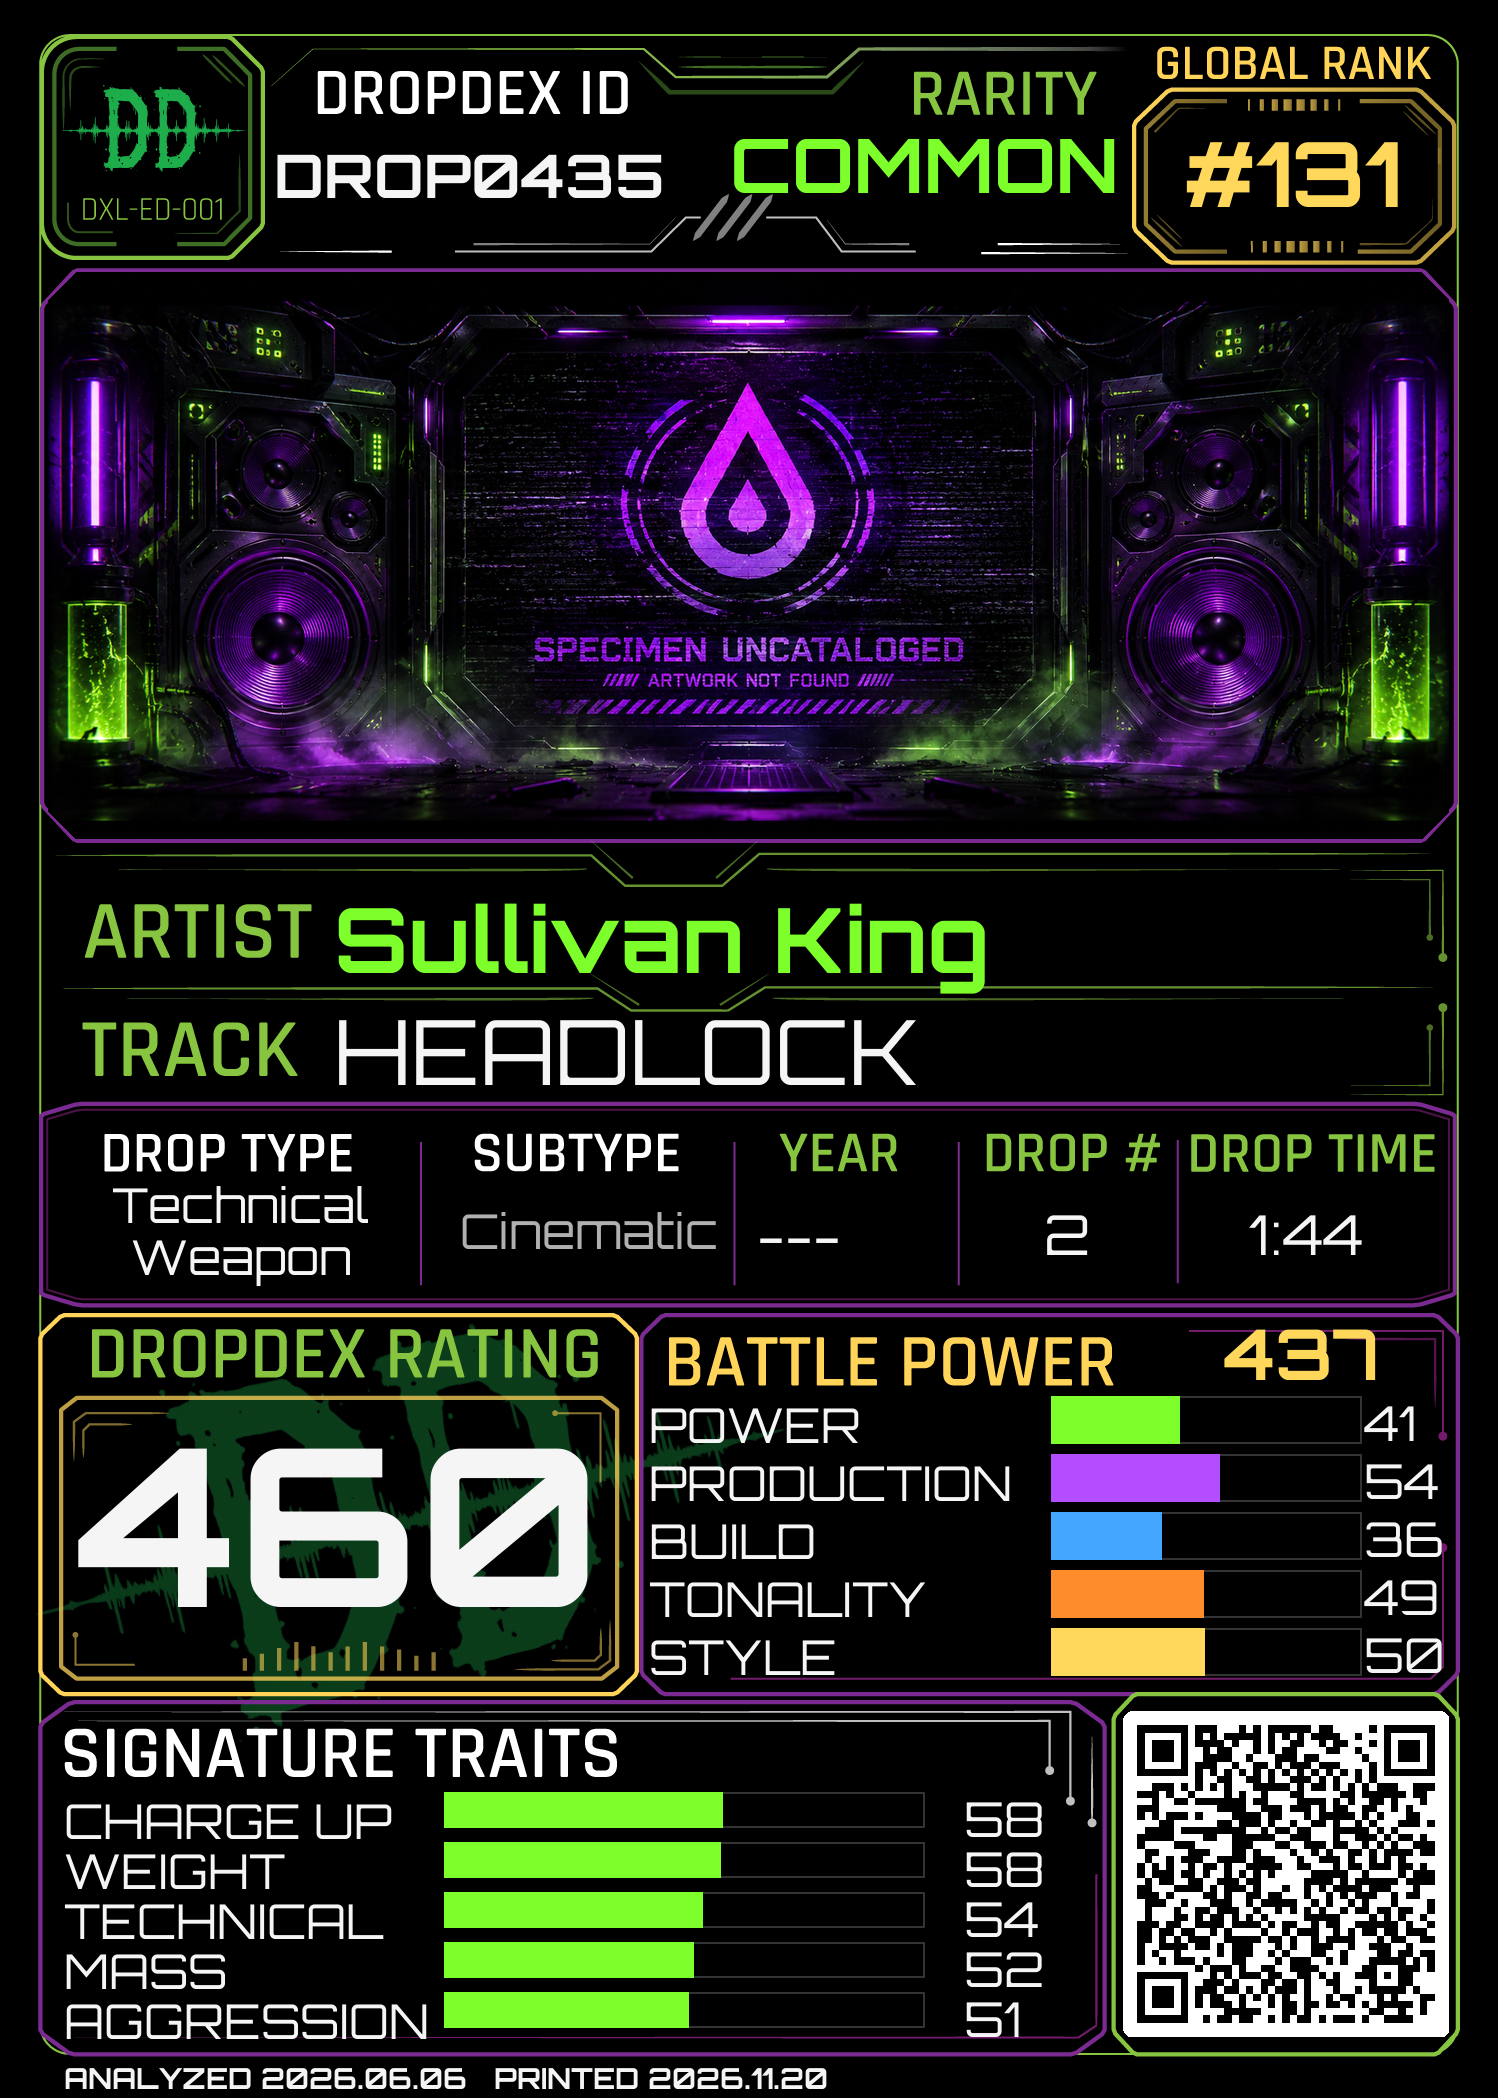 DD
DXL-ED-001
DROPDEX ID
DROP0435
RARITY
COMMON
GLOBAL RANK
#131
SPECIMEN UNCATALOGED
///// ARTWORK NOT FOUND /////
ARTIST Sullivan King
TRACK HEADLOCK
DROP TYPE
Technical
Weapon
SUBTYPE
Cinematic
YEAR
---
DROP #
2
DROP TIME
1:44
DROPDEX RATING
460
BATTLE POWER 437
POWER 41
PRODUCTION 54
BUILD 36
TONALITY 49
STYLE 50
SIGNATURE TRAITS
CHARGE UP 58
WEIGHT 58
TECHNICAL 54
MASS 52
AGGRESSION 51
ANALYZED 2026.06.06 PRINTED 2026.11.20